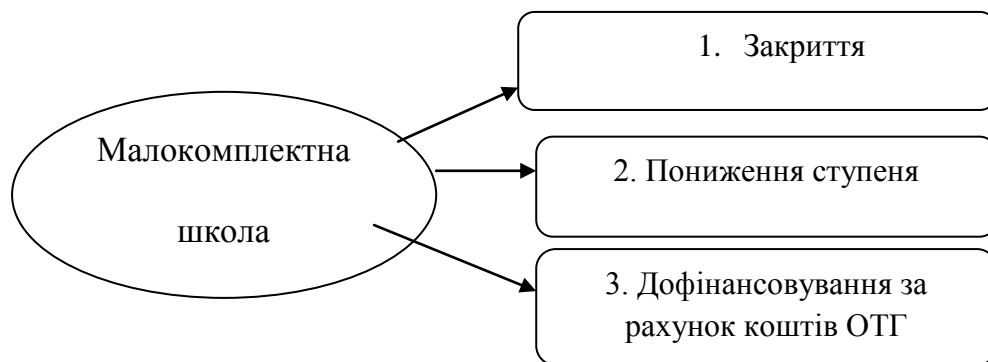 Малокомплектна
школа
1. Закриття
2. Пониження ступеня
3. Дофінансовування за
рахунок коштів ОТГ